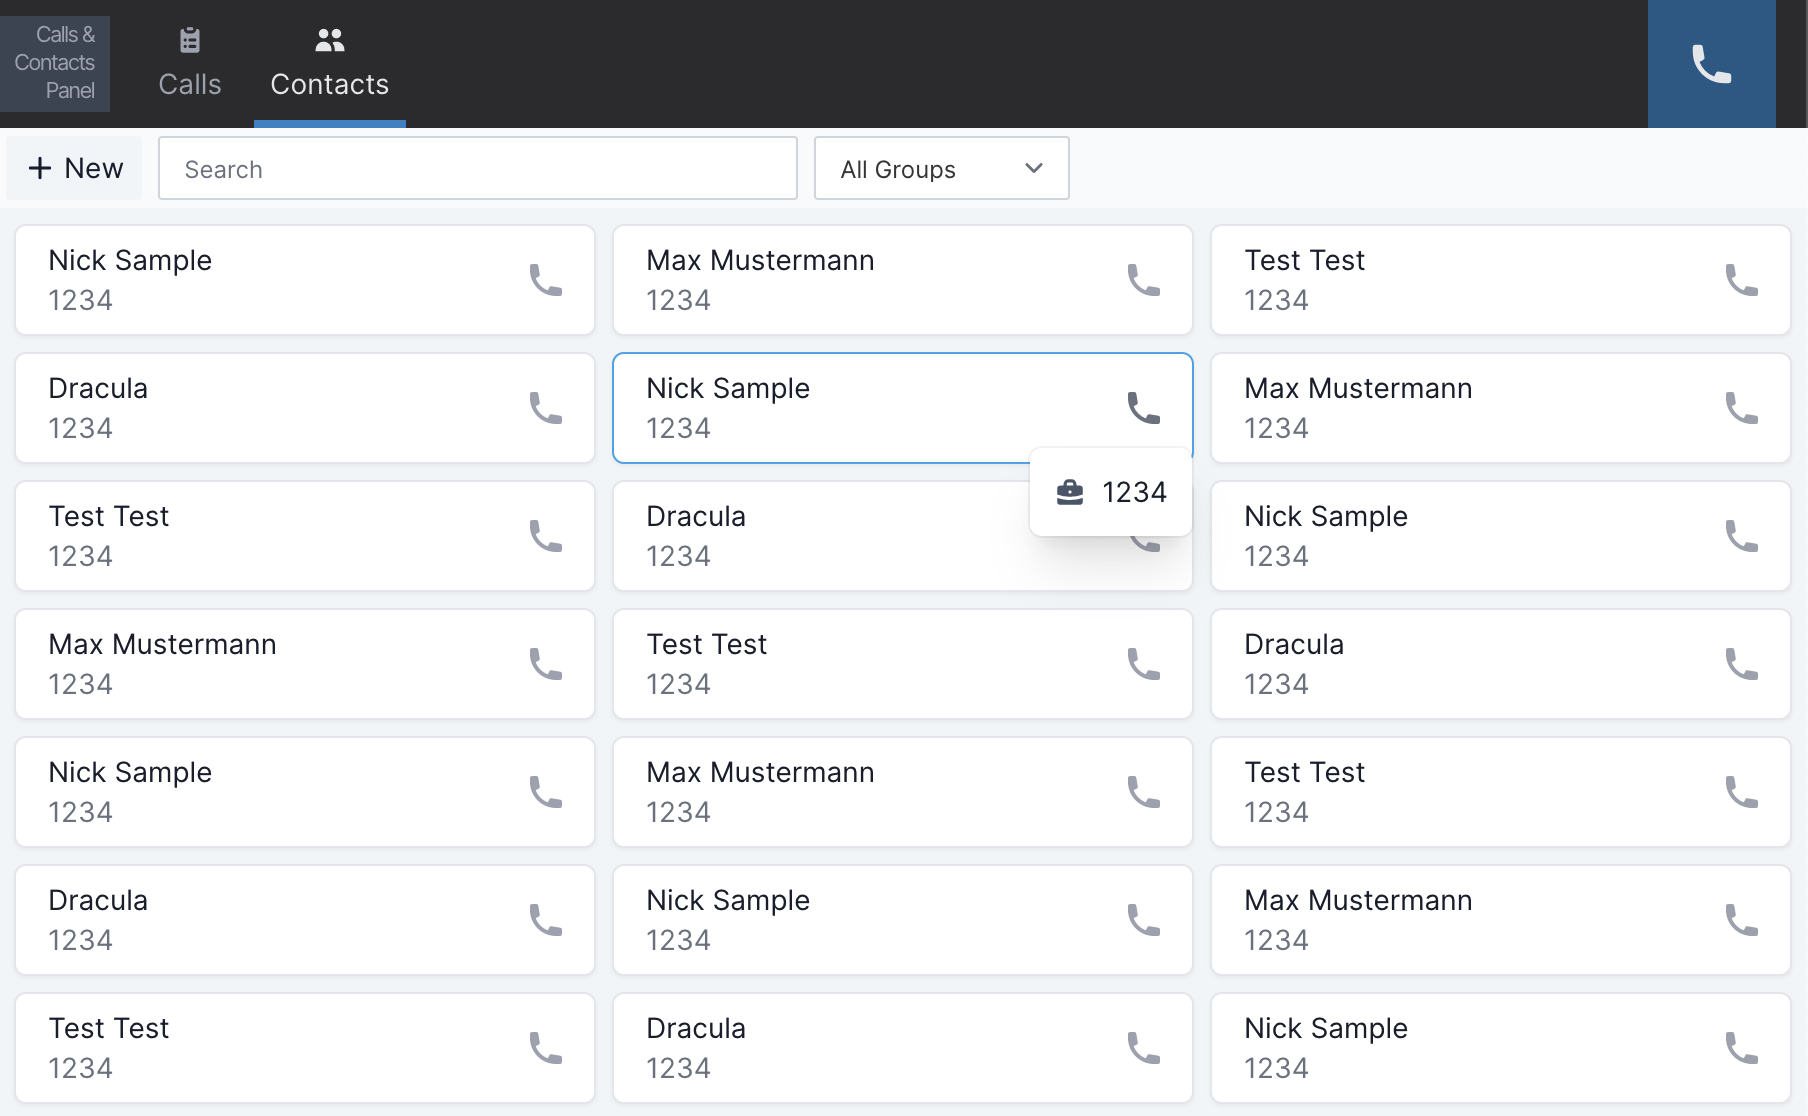 Calls &
Contacts
Panel
Calls
Contacts
New
Search
All Groups
Nick Sample
1234
Max Mustermann
1234
Test Test
1234
Dracula
1234
Nick Sample
1234
Max Mustermann
1234
1234
Test Test
1234
Dracula
1234
Nick Sample
1234
Max Mustermann
1234
Test Test
1234
Dracula
1234
Nick Sample
1234
Max Mustermann
1234
Test Test
1234
Dracula
1234
Nick Sample
1234
Max Mustermann
1234
Test Test
1234
Dracula
1234
Nick Sample
1234